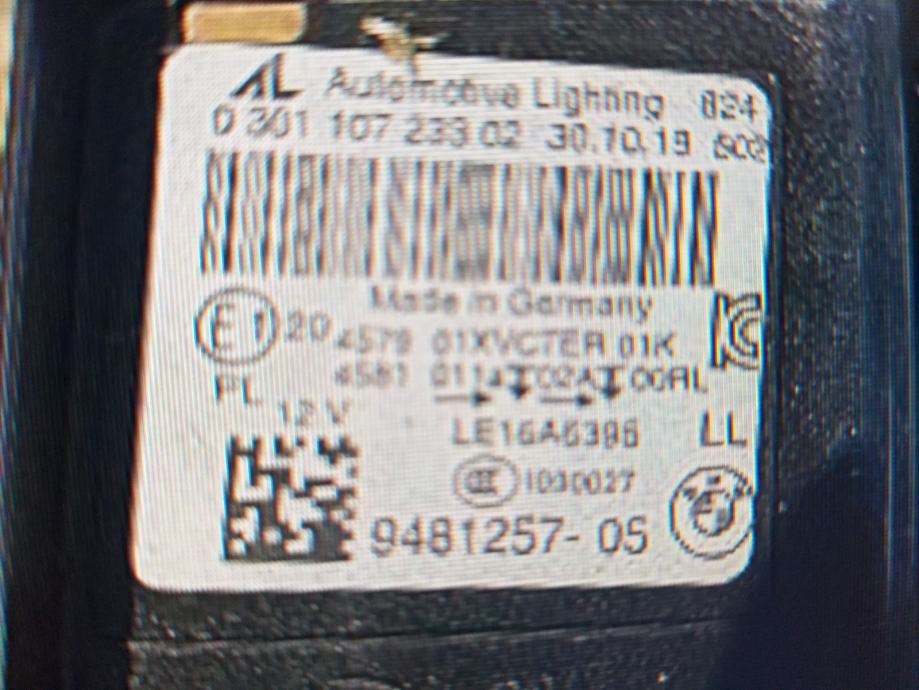 AL Automotive Lighting 824
0 301 107 233 02 30.10.19
Made in Germany
E1 20 4579 01XVCTER 01K
PL 4581 02A 00RL
12 V
LE16A6396 LL
1030027
9481257-05